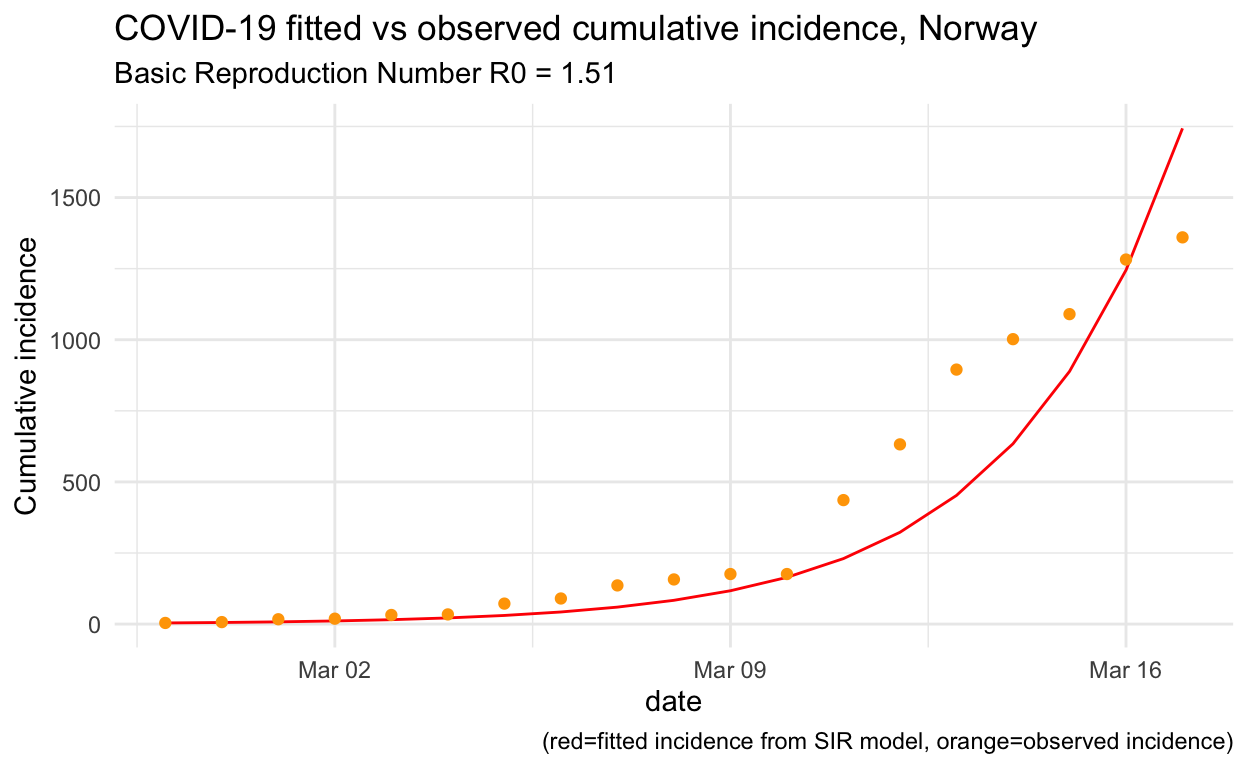 COVID-19 fitted vs observed cumulative incidence, Norway
Basic Reproduction Number R0 = 1.51
Cumulative incidence
1500
1000
500
0
Mar 02 Mar 09 Mar 16
date
(red=fitted incidence from SIR model, orange=observed incidence)